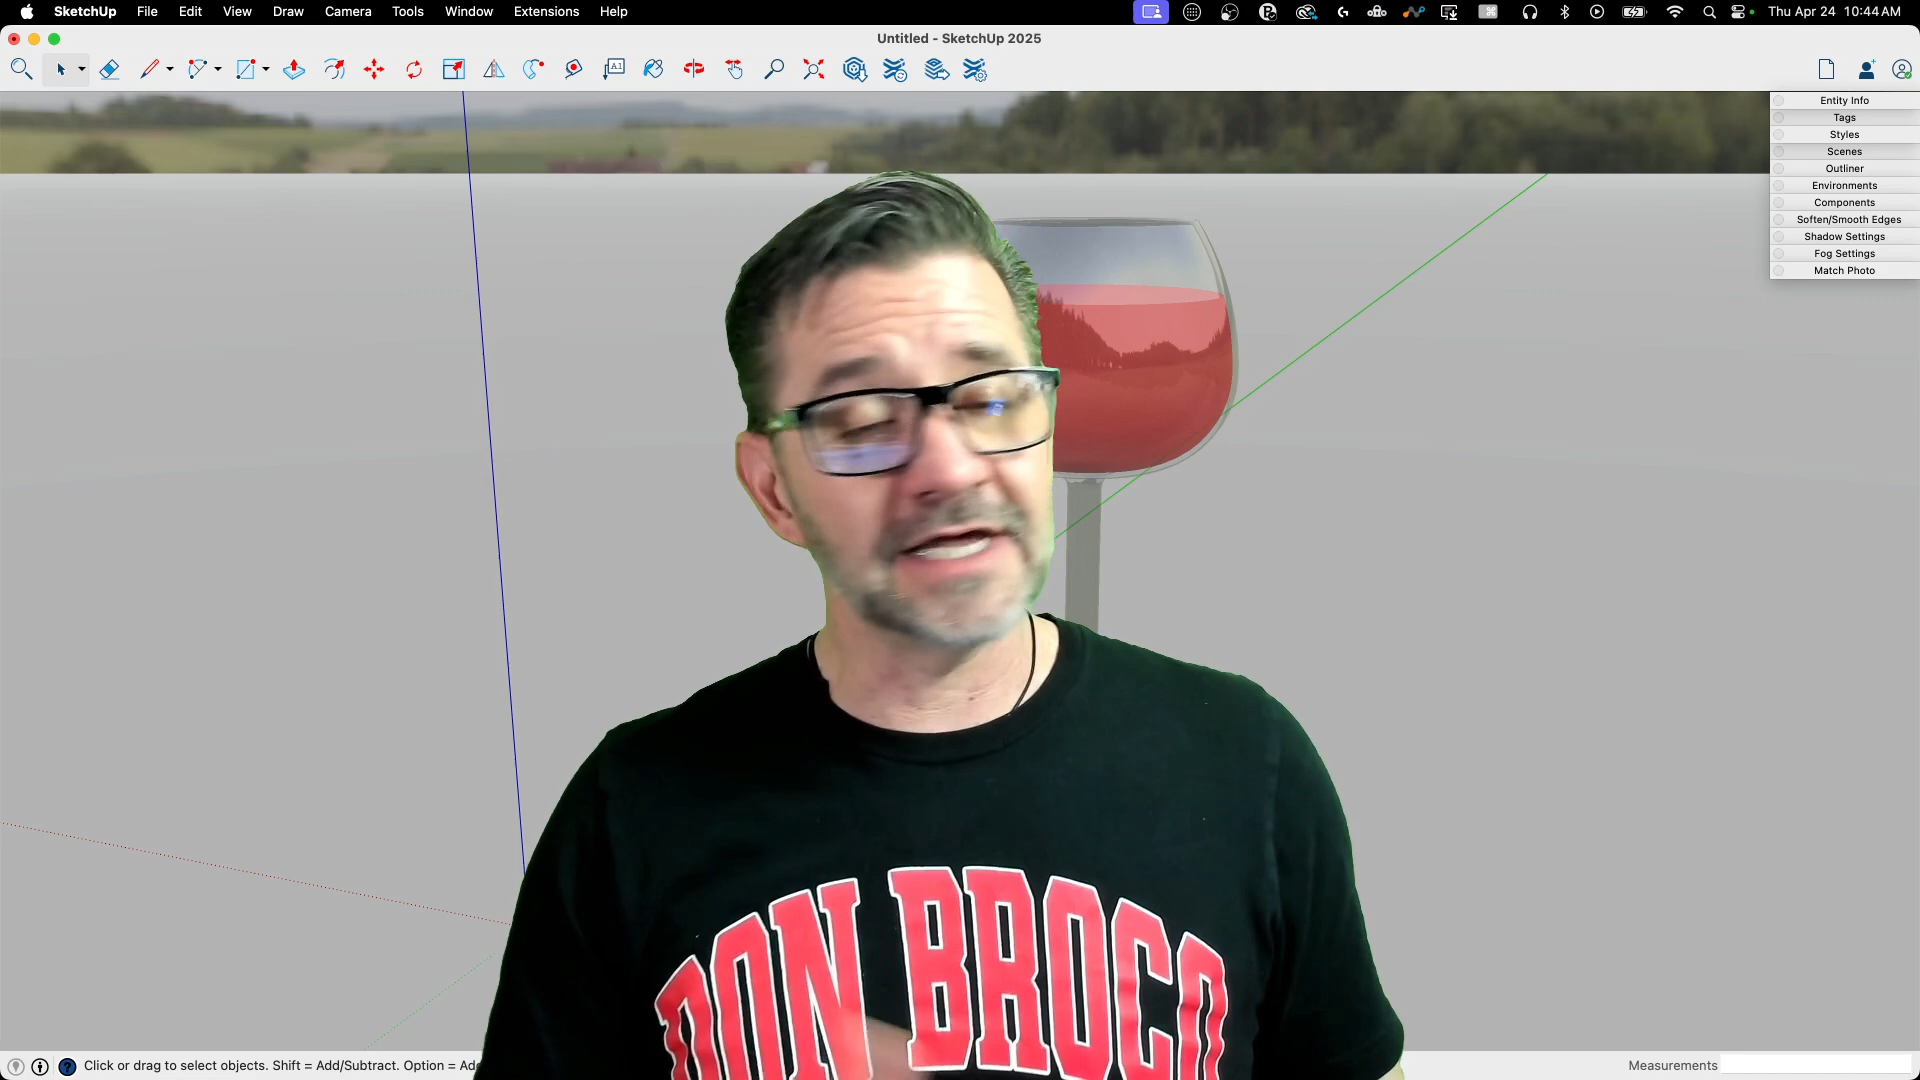 SketchUp File Edit View Draw Camera Tools Window Extensions Help Thu Apr 24 10:44 AM
Untitled - SketchUp 2025
A1
Entity Info
Tags
Styles
Scenes
Outliner
Environments
Components
Soften/Smooth Edges
Shadow Settings
Fog Settings
Match Photo
DON BROCO
Click or drag to select objects. Shift = Add/Subtract. Option =
Measurements